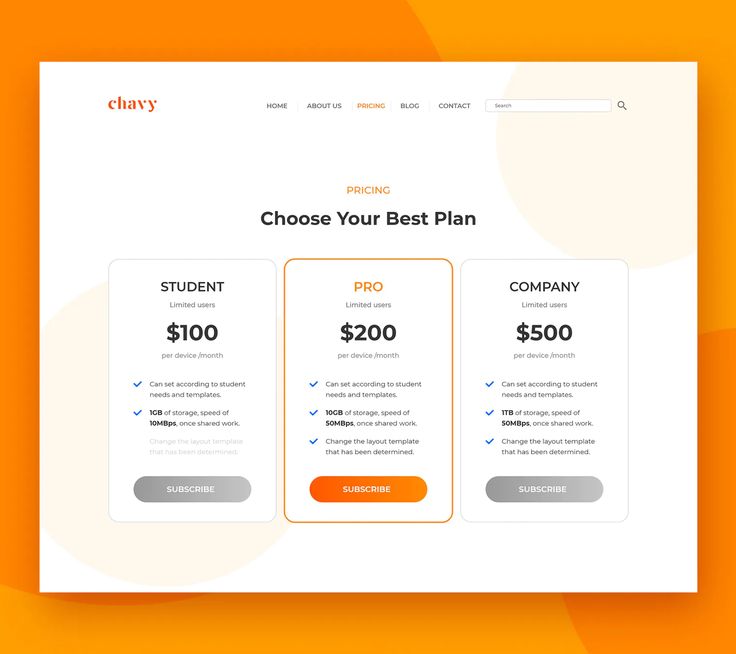 chavy
HOME ABOUT US PRICING BLOG CONTACT Search
PRICING
Choose Your Best Plan
STUDENT
Limited users
$100
per device /month
Can set according to student
needs and templates.
1GB of storage, speed of
10MBps, once shared work.
Change the layout template
that has been determined.
SUBSCRIBE
PRO
Limited users
$200
per device /month
Can set according to student
needs and templates.
10GB of storage, speed of
50MBps, once shared work.
Change the layout template
that has been determined.
SUBSCRIBE
COMPANY
Limited users
$500
per device /month
Can set according to student
needs and templates.
1TB of storage, speed of
50MBps, once shared work.
Change the layout template
that has been determined.
SUBSCRIBE